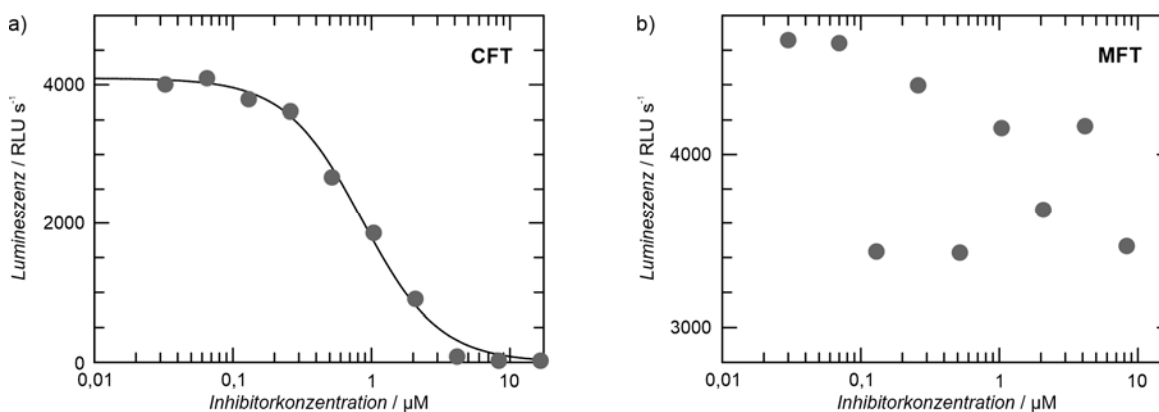 a)
CFT
4000
2000
0
Lumineszenz / RLU s⁻¹
0,01
0,1
1
10
Inhibitorkonzentration / µM
b)
MFT
4000
3000
Lumineszenz / RLU s⁻¹
0,01
0,1
1
10
Inhibitorkonzentration / µM